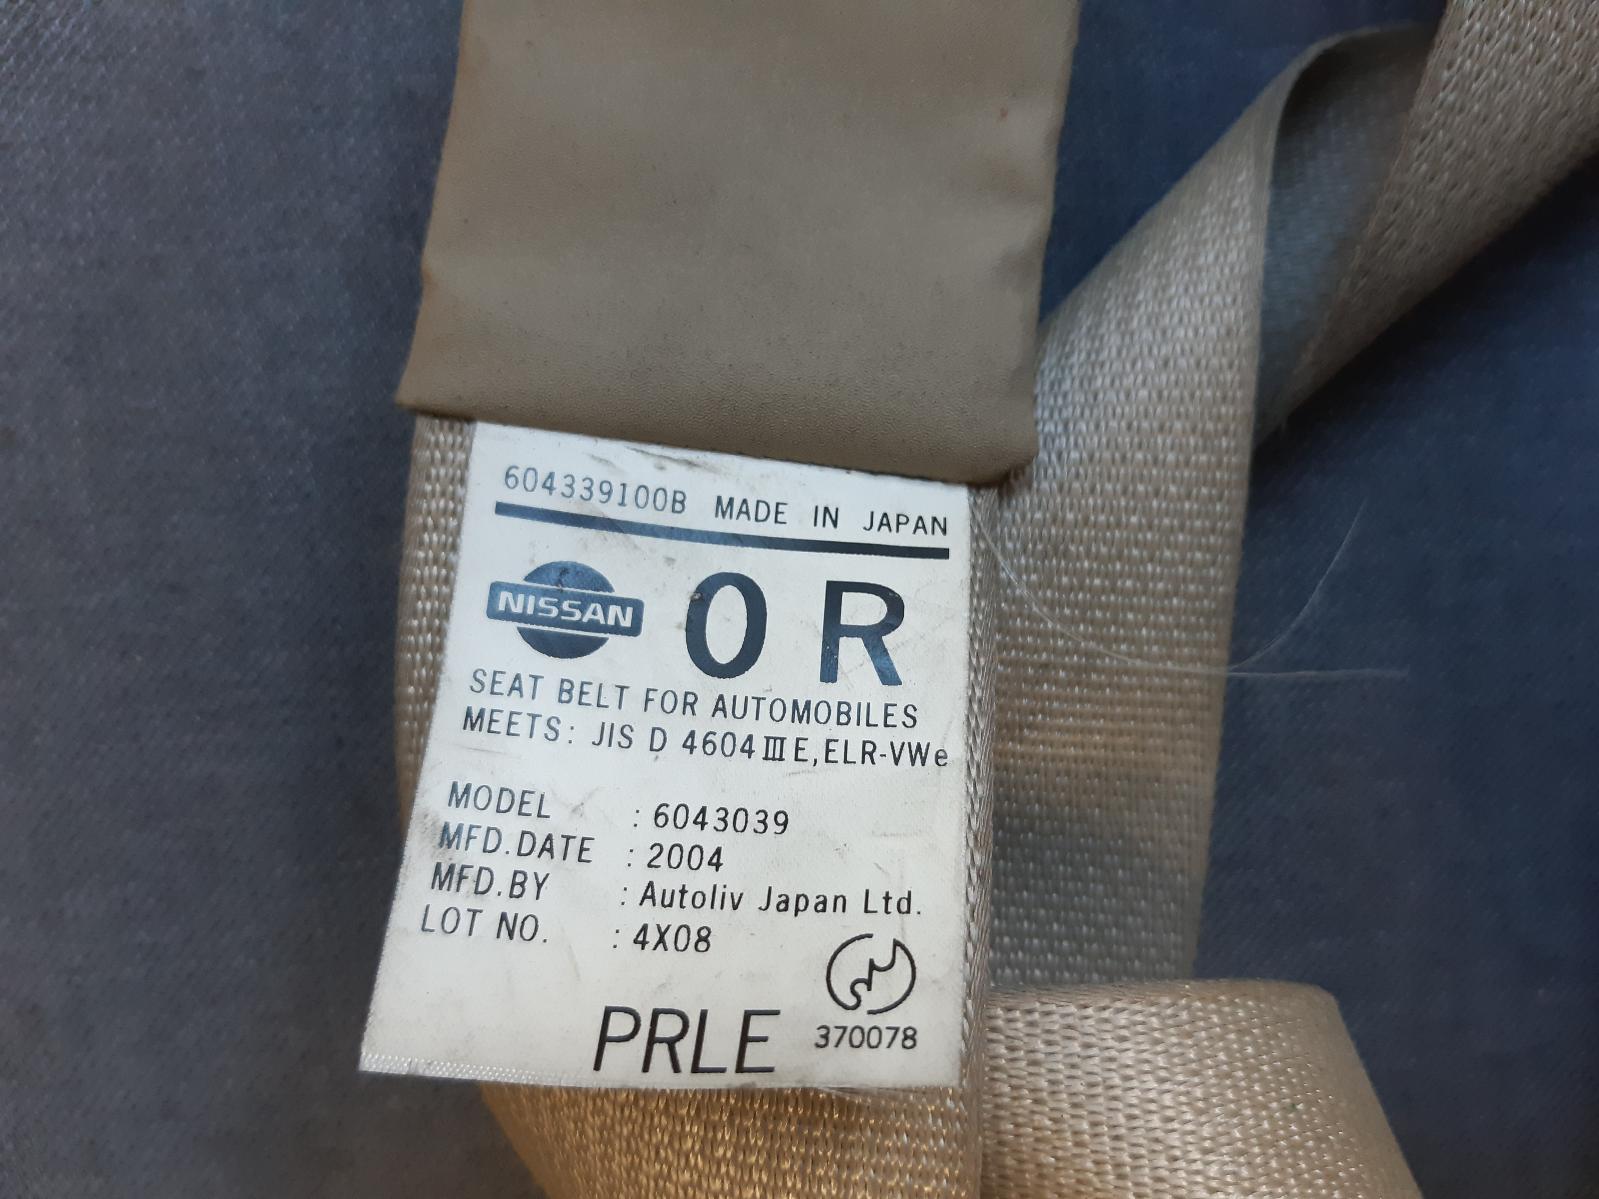 604339100B MADE IN JAPAN
NISSAN 0 R
SEAT BELT FOR AUTOMOBILES
MEETS: JIS D 4604 III E,ELR-VWe
MODEL : 6043039
MFD.DATE : 2004
MFD.BY : Autoliv Japan Ltd.
LOT NO. : 4X08
PRLE 370078